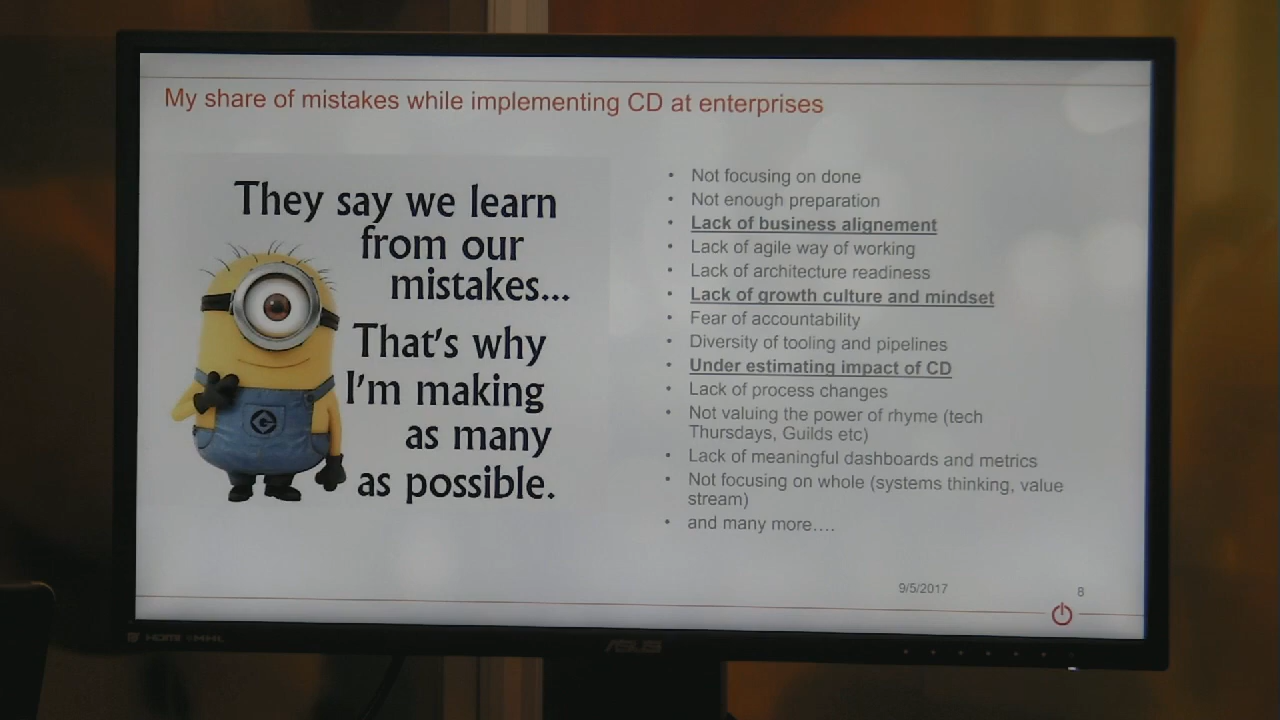 My share of mistakes while implementing CD at enterprises
They say we learn
from our
mistakes...
That's why
I'm making
as many
as possible.
• Not focusing on done
• Not enough preparation
• Lack of business alignement
• Lack of agile way of working
• Lack of architecture readiness
• Lack of growth culture and mindset
• Fear of accountability
• Diversity of tooling and pipelines
• Under estimating impact of CD
• Lack of process changes
• Not valuing the power of rhyme (tech
Thursdays, Guilds etc)
• Lack of meaningful dashboards and metrics
• Not focusing on whole (systems thinking, value
stream)
• and many more….
9/5/2017
8
HDMI MHL
ASUS